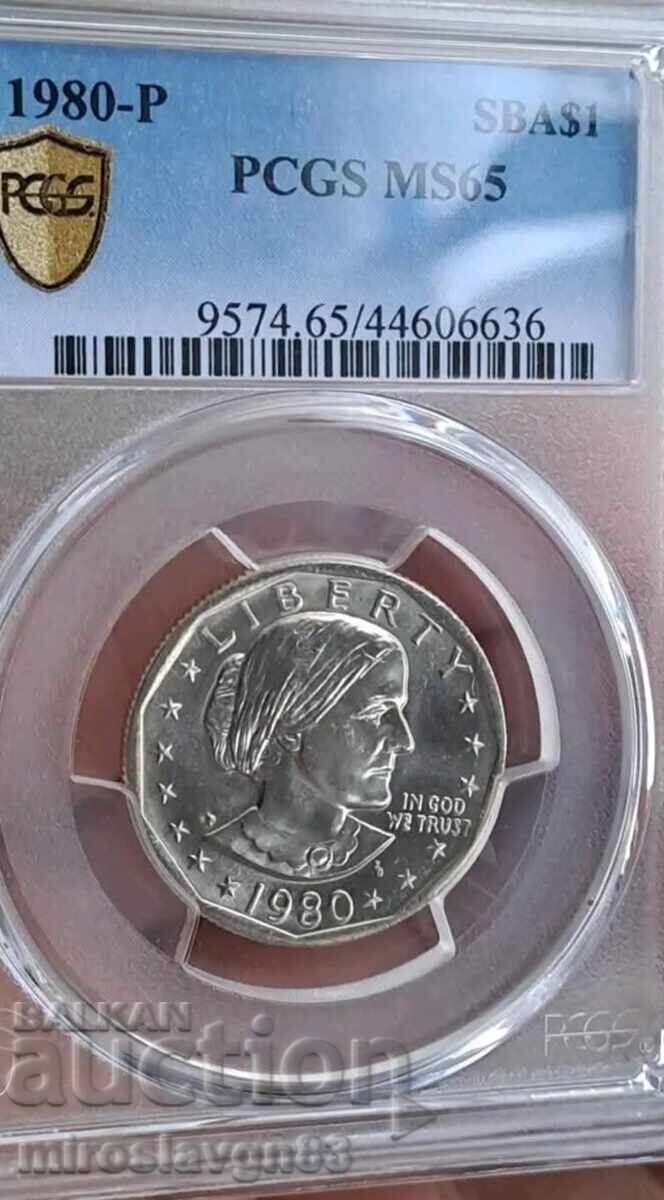 1980-P SBA$1
PCGS MS65
PCGS
9574.65/44606636
LIBERTY
IN GOD
WE TRUST
1980
PCGS
BALKAN
auction
miroslavgn83